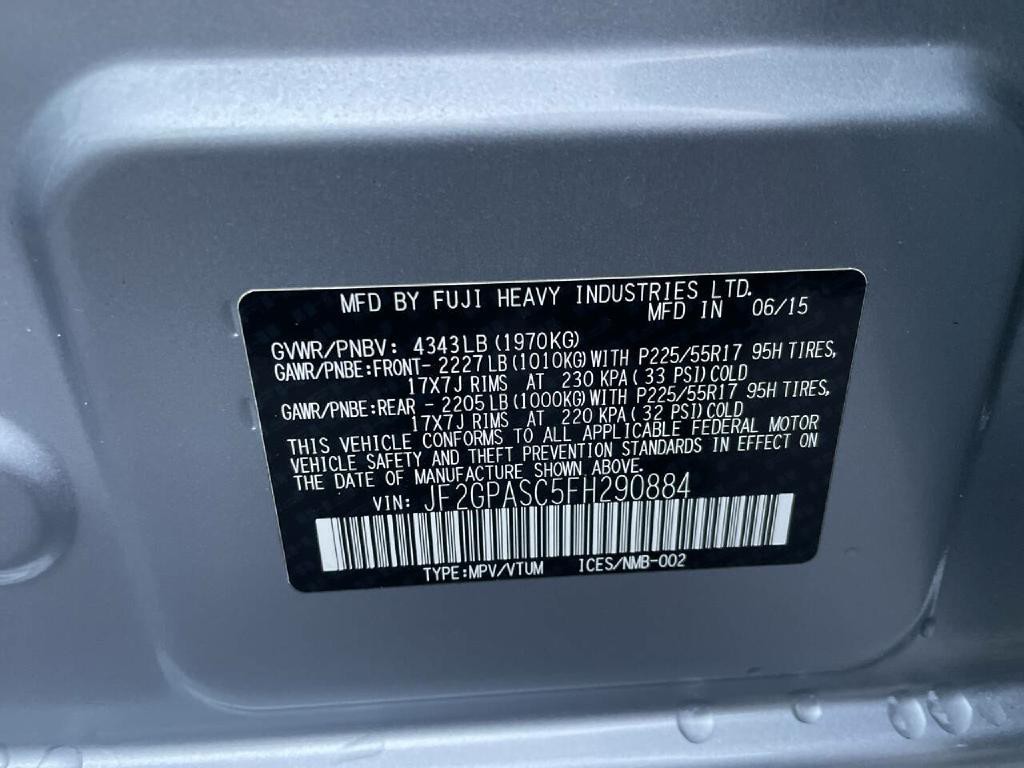 MFD BY FUJI HEAVY INDUSTRIES LTD.
MFD IN 06/15
GVWR/PNBV: 4343LB (1970KG)
GAWR/PNBE:FRONT- 2227LB (1010KG) WITH P225/55R17 95H TIRES,
17X7J RIMS AT 230 KPA ( 33 PSI) COLD
GAWR/PNBE:REAR - 2205LB (1000KG) WITH P225/55R17 95H TIRES,
17X7J RIMS AT 220 KPA ( 32 PSI) COLD
THIS VEHICLE CONFORMS TO ALL APPLICABLE FEDERAL MOTOR
VEHICLE SAFETY AND THEFT PREVENTION STANDARDS IN EFFECT ON
THE DATE OF MANUFACTURE SHOWN ABOVE.
VIN: JF2GPASC5FH290884
TYPE:MPV/VTUM ICES/NMB-002